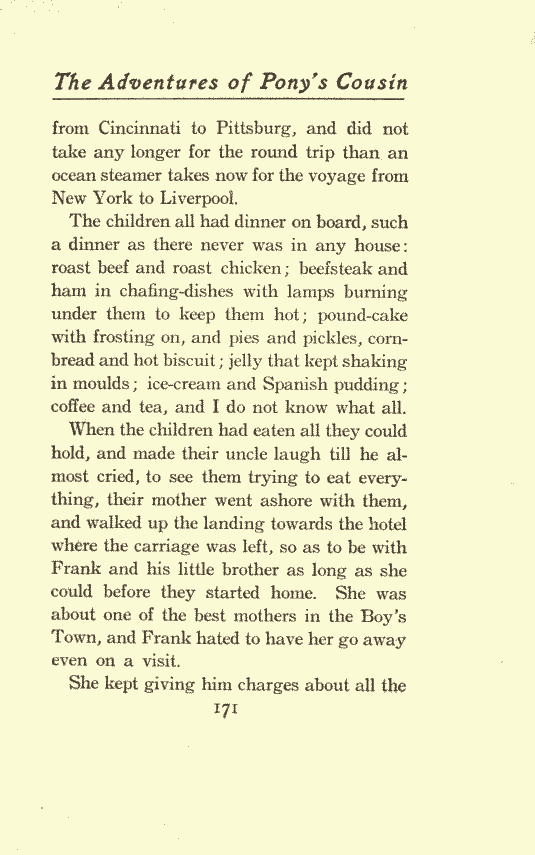 The Adventures of Pony's Cousin
from Cincinnati to Pittsburg, and did not
take any longer for the round trip than an
ocean steamer takes now for the voyage from
New York to Liverpool.
The children all had dinner on board, such
a dinner as there never was in any house:
roast beef and roast chicken; beefsteak and
ham in chafing-dishes with lamps burning
under them to keep them hot; pound-cake
with frosting on, and pies and pickles, corn-
bread and hot biscuit; jelly that kept shaking
in moulds; ice-cream and Spanish pudding;
coffee and tea, and I do not know what all.
When the children had eaten all they could
hold, and made their uncle laugh till he al-
most cried, to see them trying to eat every-
thing, their mother went ashore with them,
and walked up the landing towards the hotel
where the carriage was left, so as to be with
Frank and his little brother as long as she
could before they started home. She was
about one of the best mothers in the Boy's
Town, and Frank hated to have her go away
even on a visit.
She kept giving him charges about all the
171